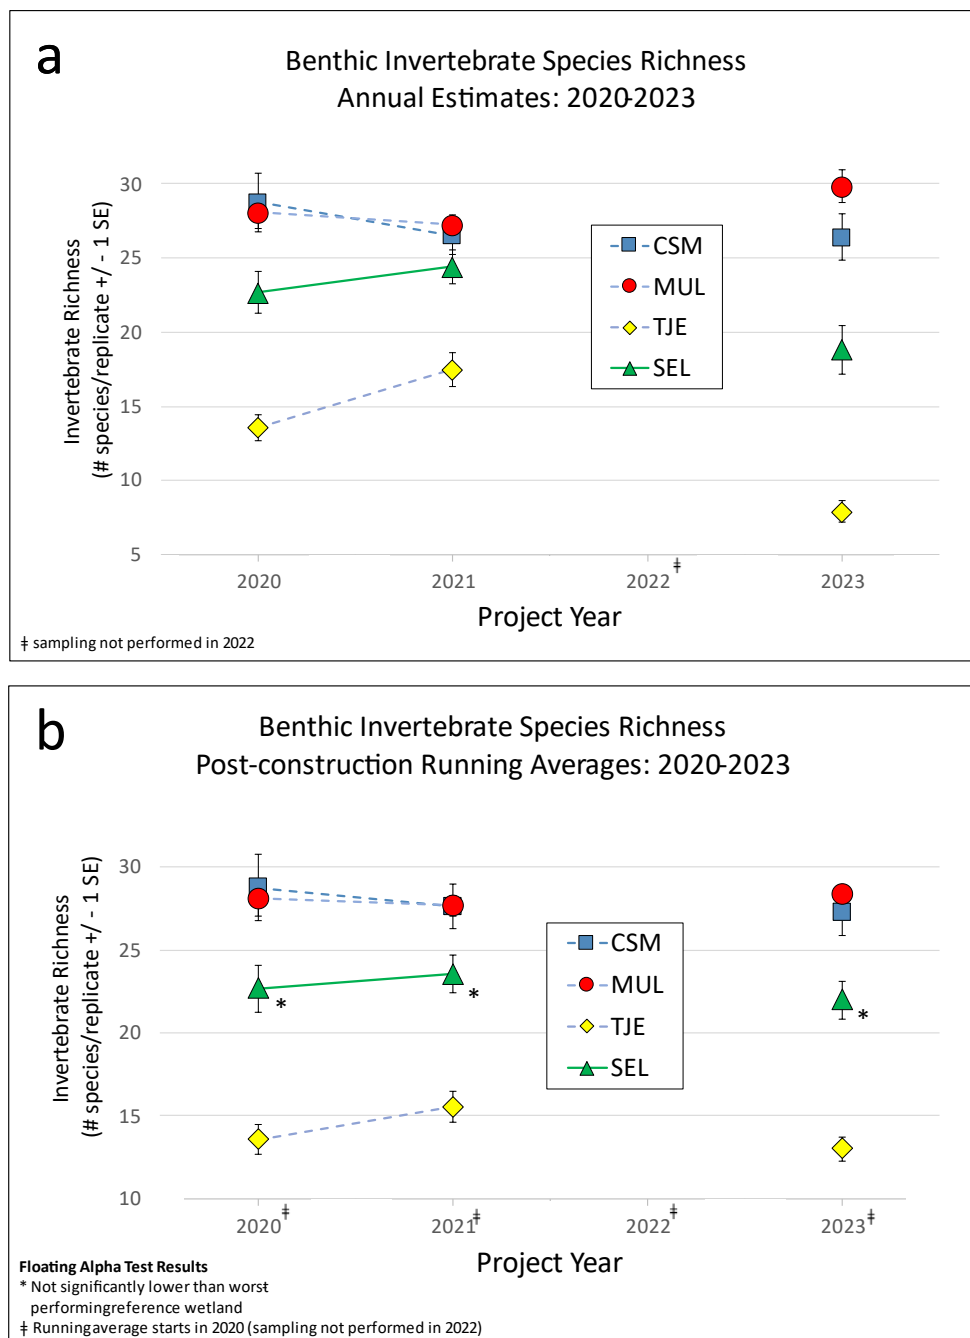 a
Benthic Invertebrate Species Richness
Annual Estimates: 2020-2023
Invertebrate Richness
(# species/replicate +/ - 1 SE)
30
25
20
15
10
5
CSM
MUL
TJE
SEL
2020
2021
2022
ǂ
2023
Project Year
ǂ sampling not performed in 2022
b
Benthic Invertebrate Species Richness
Post-construction Running Averages: 2020-2023
Invertebrate Richness
(# species/replicate +/ - 1 SE)
30
25
20
15
10
*
*
*
CSM
MUL
TJE
SEL
2020ǂ
2021ǂ
2022ǂ
2023ǂ
Project Year
Floating Alpha Test Results
* Not significantly lower than worst
performingreference wetland
ǂ Runningaverage starts in 2020 (sampling not performed in 2022)